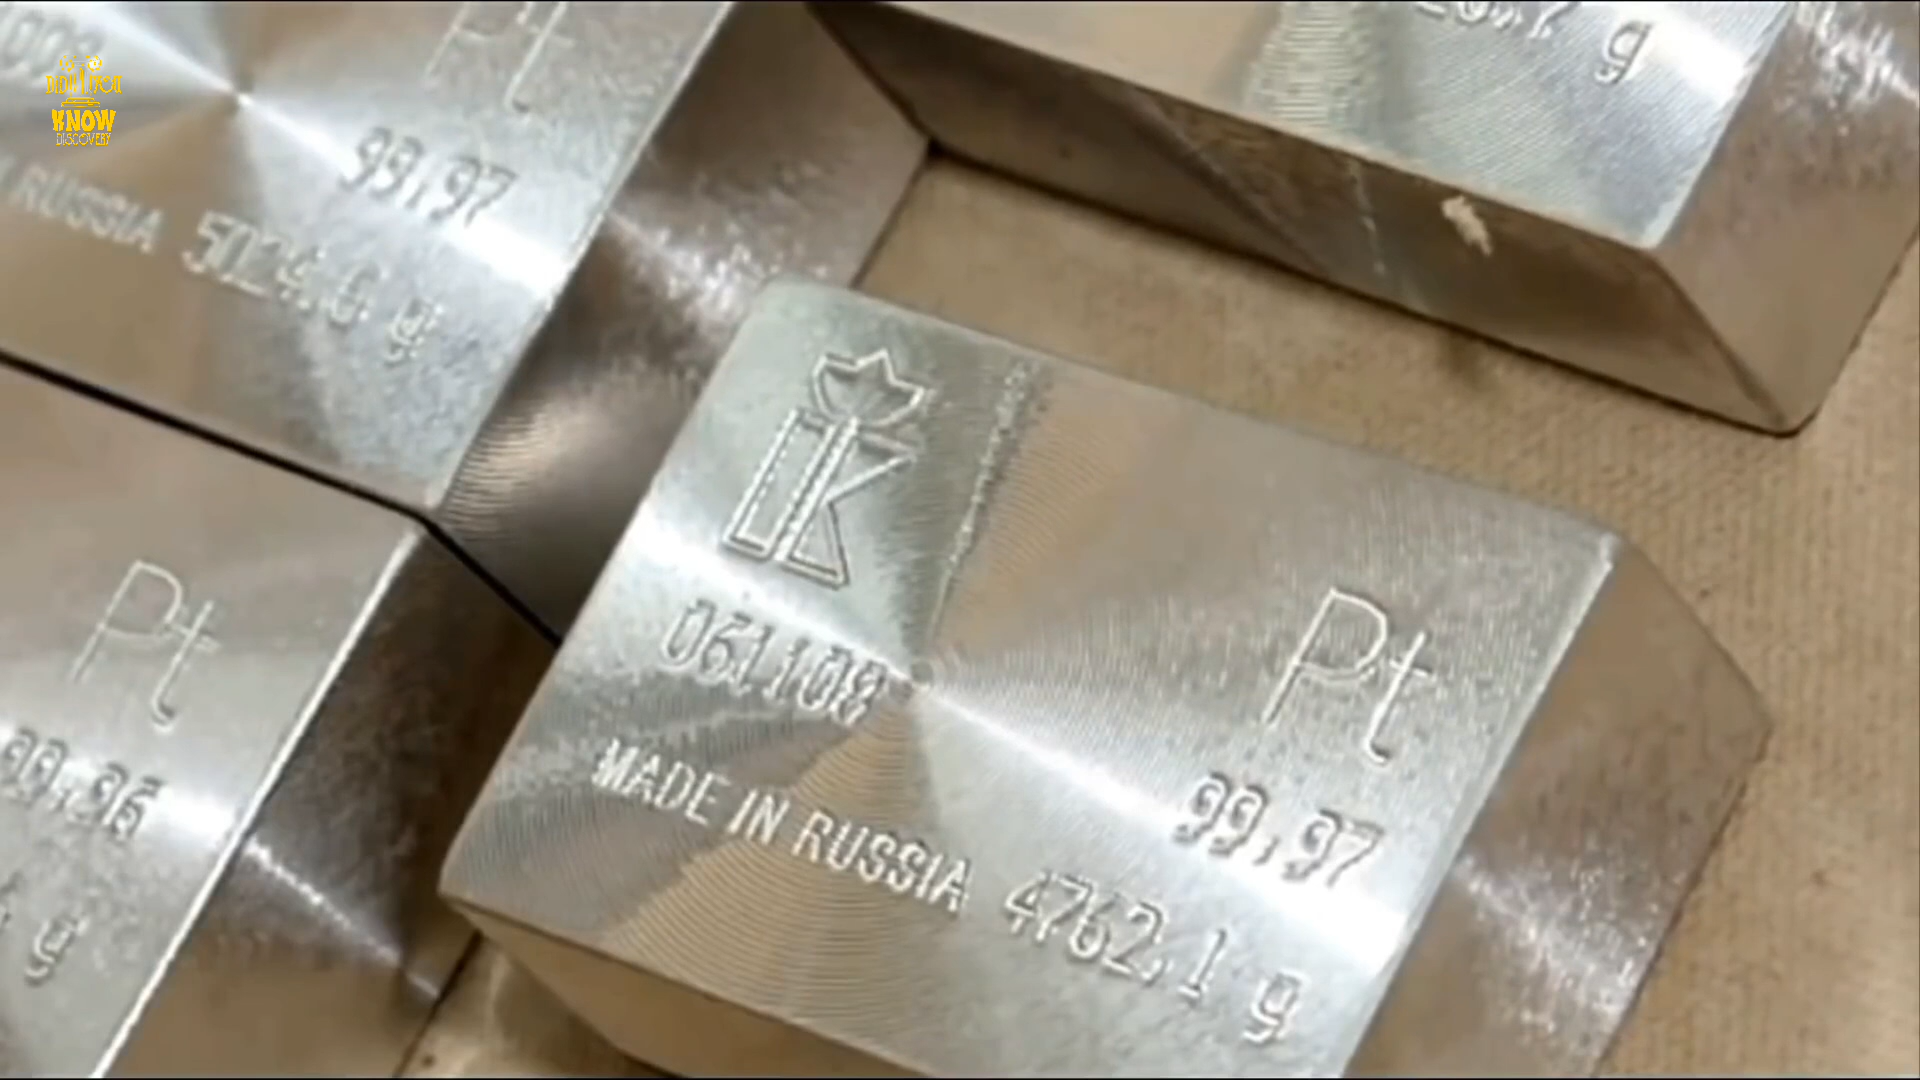 KNOW
DISCOVERY
Pt
99,97
RUSSIA 5024,6 g
g
Pt
99,96
g
061108
MADE IN RUSSIA 4762,1 g
Pt
99,97